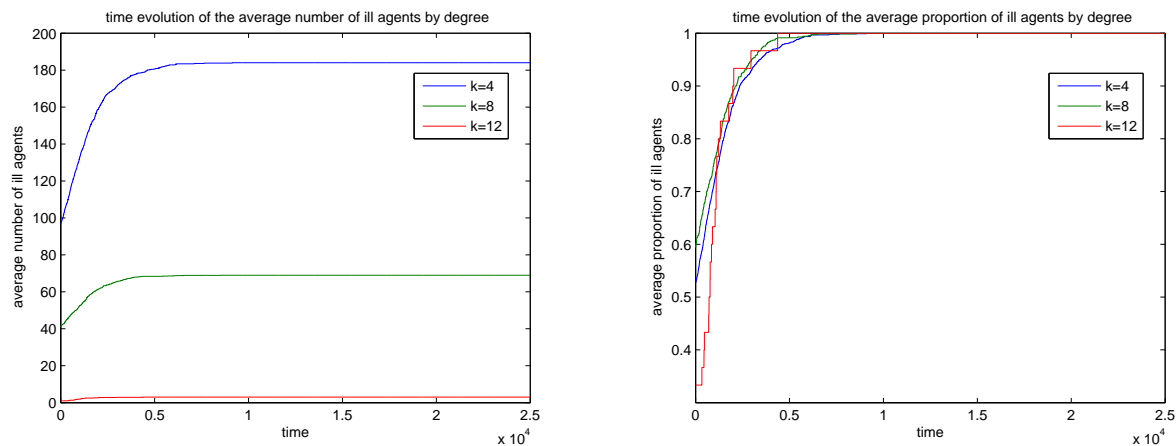 time evolution of the average number of ill agents by degree
average number of ill agents
200
180
160
140
120
100
80
60
40
20
0
k=4
k=8
k=12
0 0.5 1 1.5 2 2.5
time
x 10^4
time evolution of the average proportion of ill agents by degree
average proportion of ill agents
1
0.9
0.8
0.7
0.6
0.5
0.4
k=4
k=8
k=12
0 0.5 1 1.5 2 2.5
time
x 10^4